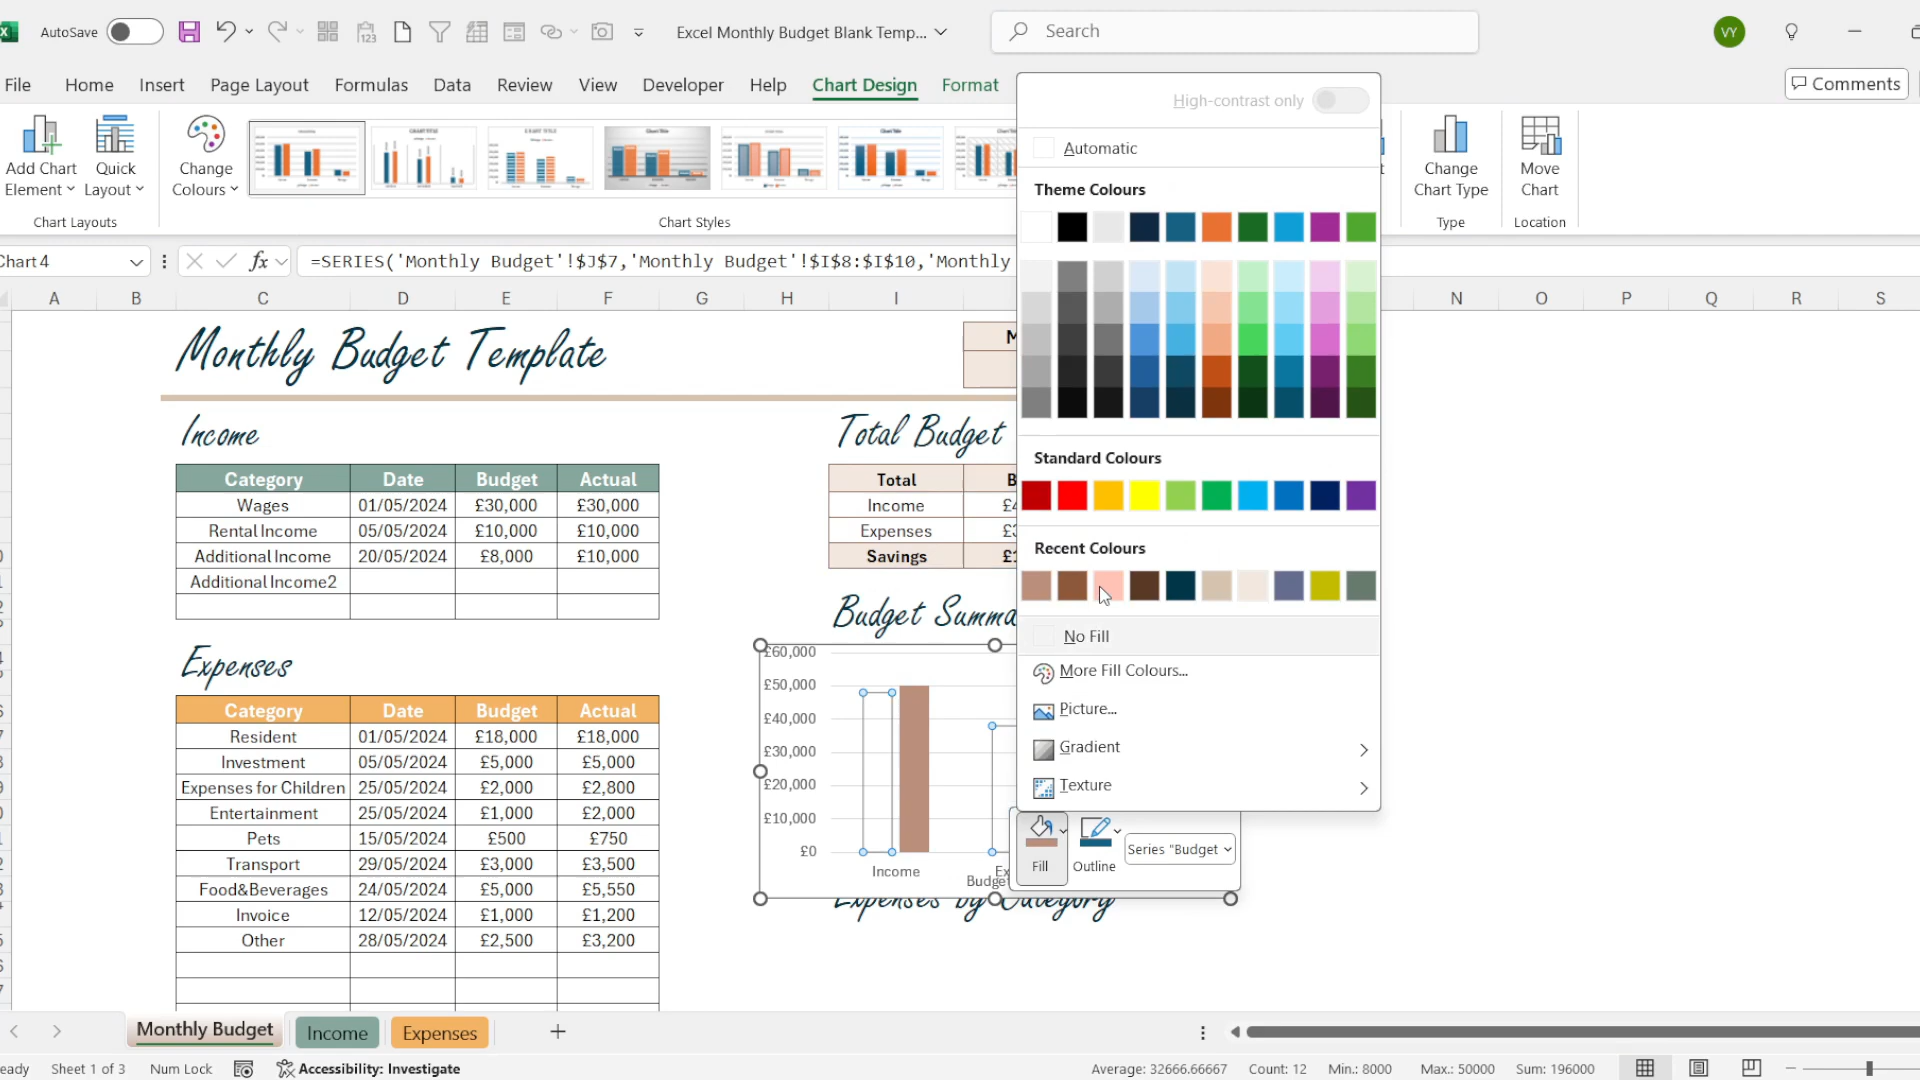 AutoSave
Excel Monthly Budget Blank Temp...
Search
VY
File Home Insert Page Layout Formulas Data Review View Developer Help Chart Design Format
Comments
High-contrast only
Automatic
Add Chart Element
Quick Layout
Chart Layouts
Change Colours
Chart Styles
Change Chart Type
Type
Move Chart
Location
Chart 4
fx
=SERIES('Monthly Budget'!$J$7,'Monthly Budget'!$I$8:$I$10,'Monthly
A B C D E F G H I N O P Q R S
Monthly Budget Template
Income
Category Date Budget Actual
Wages 01/05/2024 £30,000 £30,000
Rental Income 05/05/2024 £10,000 £10,000
Additional Income 20/05/2024 £8,000 £10,000
Additional Income2
Expenses
Category Date Budget Actual
Resident 01/05/2024 £18,000 £18,000
Investment 05/05/2024 £5,000 £5,000
Expenses for Children 25/05/2024 £2,000 £2,800
Entertainment 25/05/2024 £1,000 £2,000
Pets 15/05/2024 £500 £750
Transport 29/05/2024 £3,000 £3,500
Food&Beverages 24/05/2024 £5,000 £5,550
Invoice 12/05/2024 £1,000 £1,200
Other 28/05/2024 £2,500 £3,200
Total Budget
Total
Income
Expenses
Savings
Budget Summa
£60,000
£50,000
£40,000
£30,000
£20,000
£10,000
£0
Income
Expenses by Category
Theme Colours
Standard Colours
Recent Colours
No Fill
More Fill Colours...
Picture...
Gradient
Texture
Fill
Outline
Series "Budget
Monthly Budget Income Expenses
Sheet 1 of 3 Num Lock Accessibility: Investigate
Average: 32666.66667 Count: 12 Min.: 8000 Max.: 50000 Sum: 196000